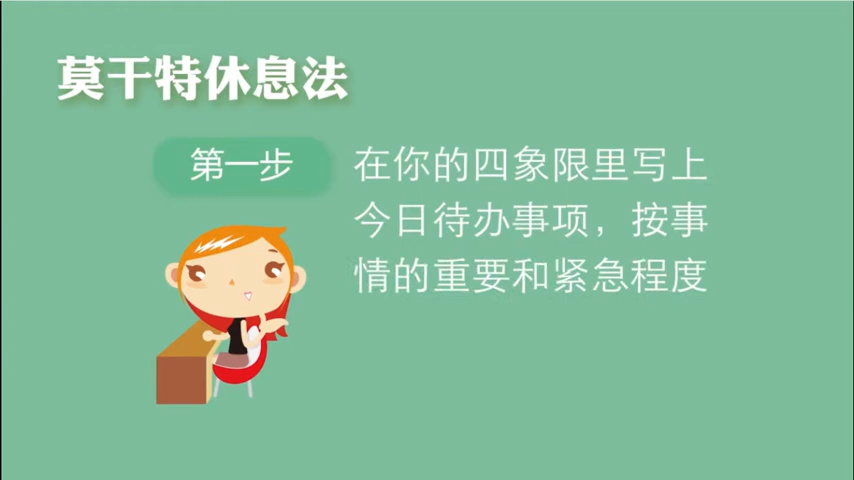 莫干特休息法
第一步
在你的四象限里写上
今日待办事项，按事
情的重要和紧急程度